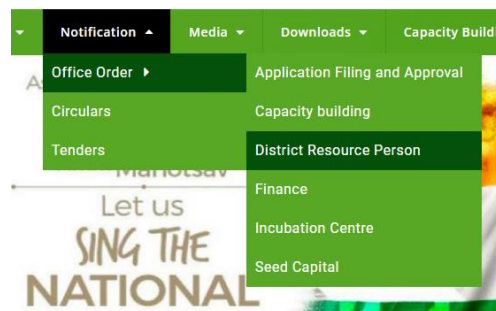 Notification Media Downloads Capacity Build
Office Order
Circulars
Tenders
Application Filing and Approval
Capacity building
District Resource Person
Finance
Incubation Centre
Seed Capital
Let us
SING THE
NATIONAL